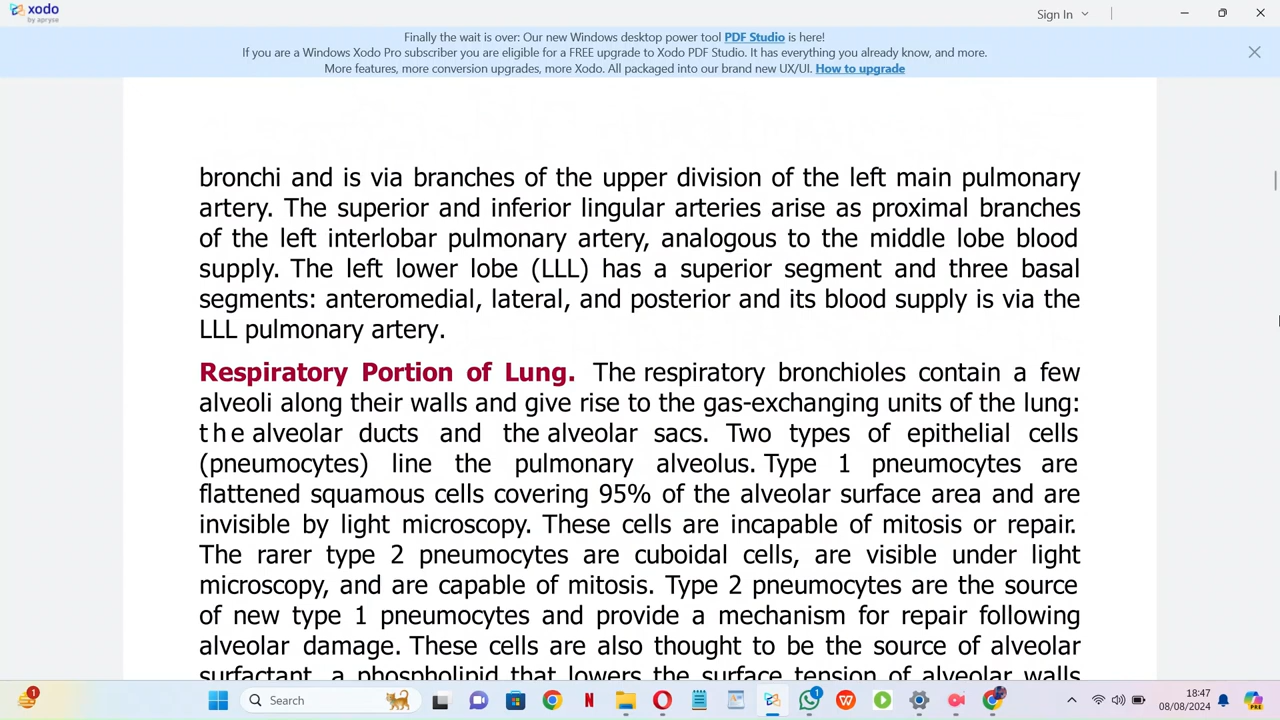 xodo
by apryse
Sign In
Finally the wait is over: Our new Windows desktop power tool PDF Studio is here!
If you are a Windows Xodo Pro subscriber you are eligible for a FREE upgrade to Xodo PDF Studio. It has everything you already know, and more.
More features, more conversion upgrades, more Xodo. All packaged into our brand new UX/UI. How to upgrade
bronchi and is via branches of the upper division of the left main pulmonary
artery. The superior and inferior lingular arteries arise as proximal branches
of the left interlobar pulmonary artery, analogous to the middle lobe blood
supply. The left lower lobe (LLL) has a superior segment and three basal
segments: anteromedial, lateral, and posterior and its blood supply is via the
LLL pulmonary artery.
Respiratory Portion of Lung. The respiratory bronchioles contain a few
alveoli along their walls and give rise to the gas-exchanging units of the lung:
the alveolar ducts and the alveolar sacs. Two types of epithelial cells
(pneumocytes) line the pulmonary alveolus. Type 1 pneumocytes are
flattened squamous cells covering 95% of the alveolar surface area and are
invisible by light microscopy. These cells are incapable of mitosis or repair.
The rarer type 2 pneumocytes are cuboidal cells, are visible under light
microscopy, and are capable of mitosis. Type 2 pneumocytes are the source
of new type 1 pneumocytes and provide a mechanism for repair following
alveolar damage. These cells are also thought to be the source of alveolar
surfactant, a phospholipid that lowers the surface tension of alveolar walls
1
Search
1
18:47
08/08/2024